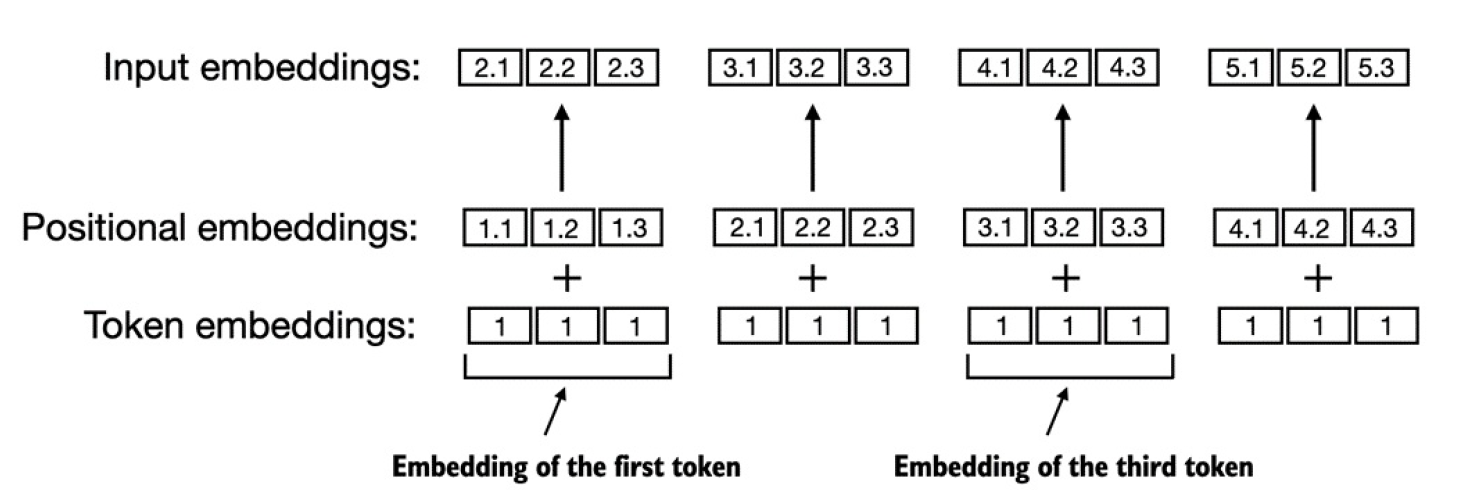 Input embeddings: 2.1 2.2 2.3 3.1 3.2 3.3 4.1 4.2 4.3 5.1 5.2 5.3
Positional embeddings: 1.1 1.2 1.3 2.1 2.2 2.3 3.1 3.2 3.3 4.1 4.2 4.3
+ + + +
Token embeddings: 1 1 1 1 1 1 1 1 1 1 1 1
Embedding of the first token Embedding of the third token